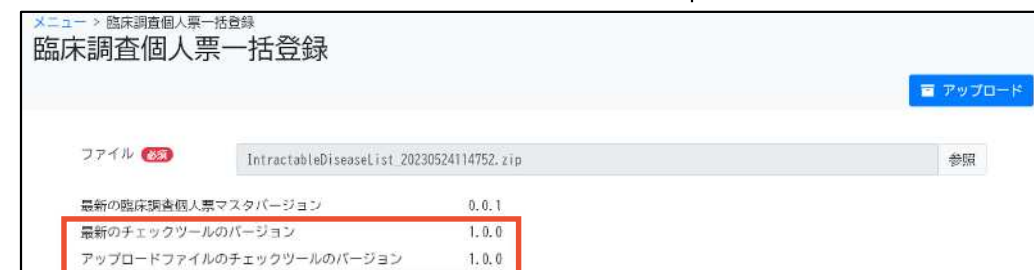 メニュー > 臨床調査個人票一括登録
臨床調査個人票一括登録
アップロード
ファイル 必須 IntractableDiseaseList_20230524114752.zip 参照
最新の臨床調査個人票マスタバージョン 0.0.1
最新のチェックツールのバージョン 1.0.0
アップロードファイルのチェックツールのバージョン 1.0.0